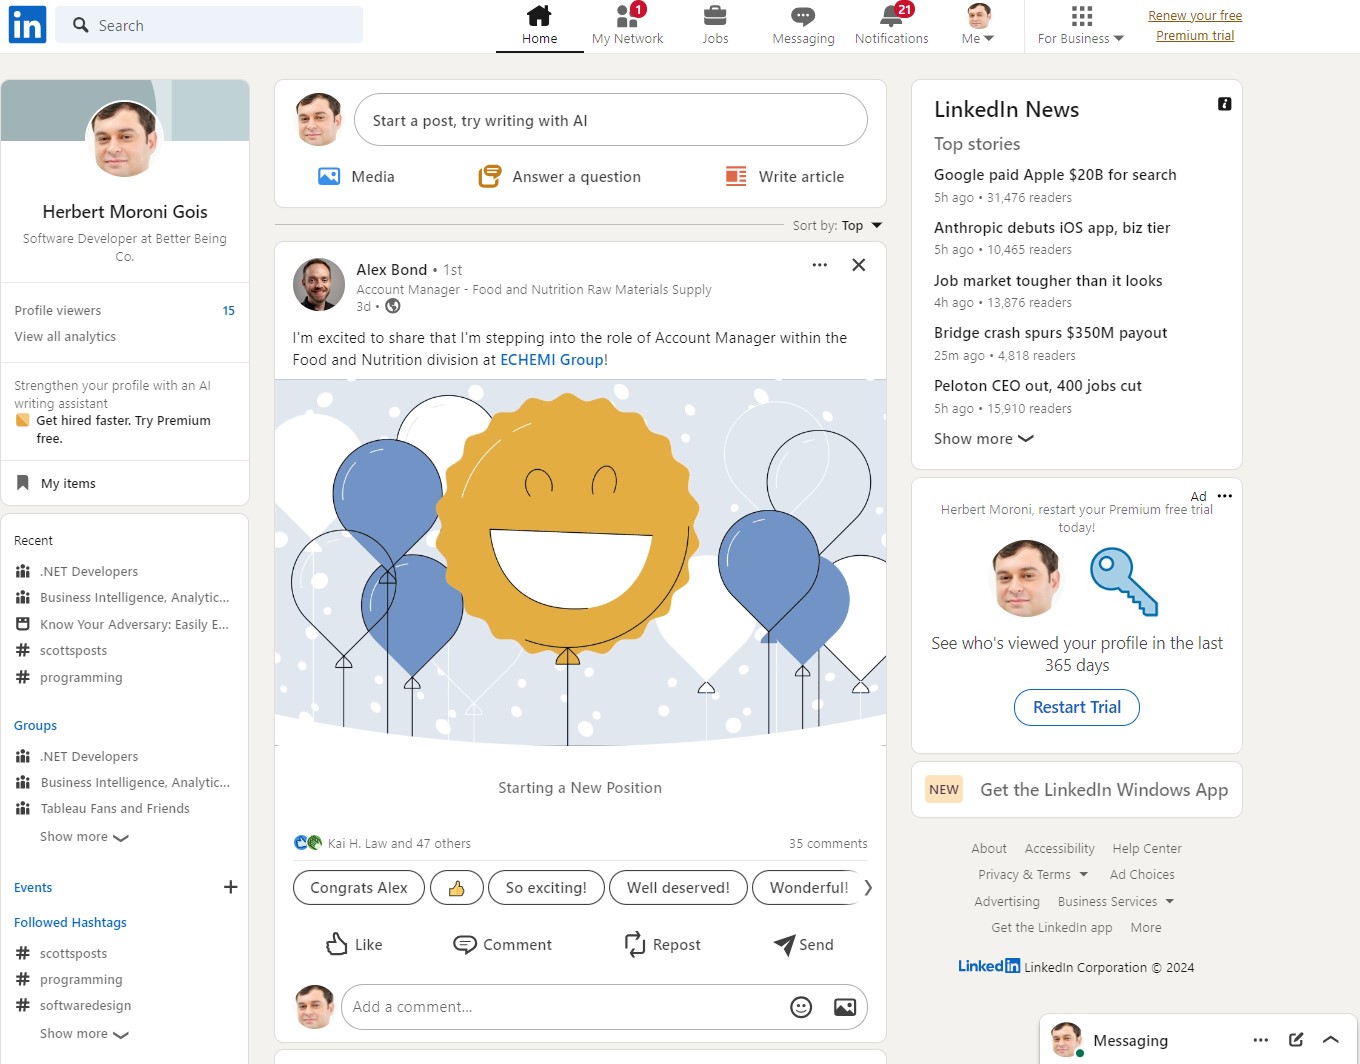 in
Search
Home
1
My Network
Jobs
Messaging
21
Notifications
Me
For Business
Renew your free
Premium trial
Herbert Moroni Gois
Software Developer at Better Being
Co.
Profile viewers 15
View all analytics
Strengthen your profile with an AI
writing assistant
Get hired faster. Try Premium
free.
My items
Recent
.NET Developers
Business Intelligence, Analytic...
Know Your Adversary: Easily E...
# scottsposts
# programming
Groups
.NET Developers
Business Intelligence, Analytic...
Tableau Fans and Friends
Show more
Events +
Followed Hashtags
# scottsposts
# programming
# softwaredesign
Show more
Start a post, try writing with AI
Media
Answer a question
Write article
Sort by: Top
Alex Bond • 1st
Account Manager - Food and Nutrition Raw Materials Supply
3d •
I'm excited to share that I'm stepping into the role of Account Manager within the
Food and Nutrition division at ECHEMI Group!
Starting a New Position
Kai H. Law and 47 others
35 comments
Congrats Alex
So exciting!
Well deserved!
Wonderful!
Like
Comment
Repost
Send
Add a comment...
LinkedIn News
Top stories
Google paid Apple $20B for search
5h ago • 31,476 readers
Anthropic debuts iOS app, biz tier
5h ago • 10,465 readers
Job market tougher than it looks
4h ago • 13,876 readers
Bridge crash spurs $350M payout
25m ago • 4,818 readers
Peloton CEO out, 400 jobs cut
5h ago • 15,910 readers
Show more
Ad
Herbert Moroni, restart your Premium free trial
today!
See who's viewed your profile in the last
365 days
Restart Trial
NEW Get the LinkedIn Windows App
About Accessibility Help Center
Privacy & Terms Ad Choices
Advertising Business Services
Get the LinkedIn app More
LinkedIn LinkedIn Corporation © 2024
Messaging